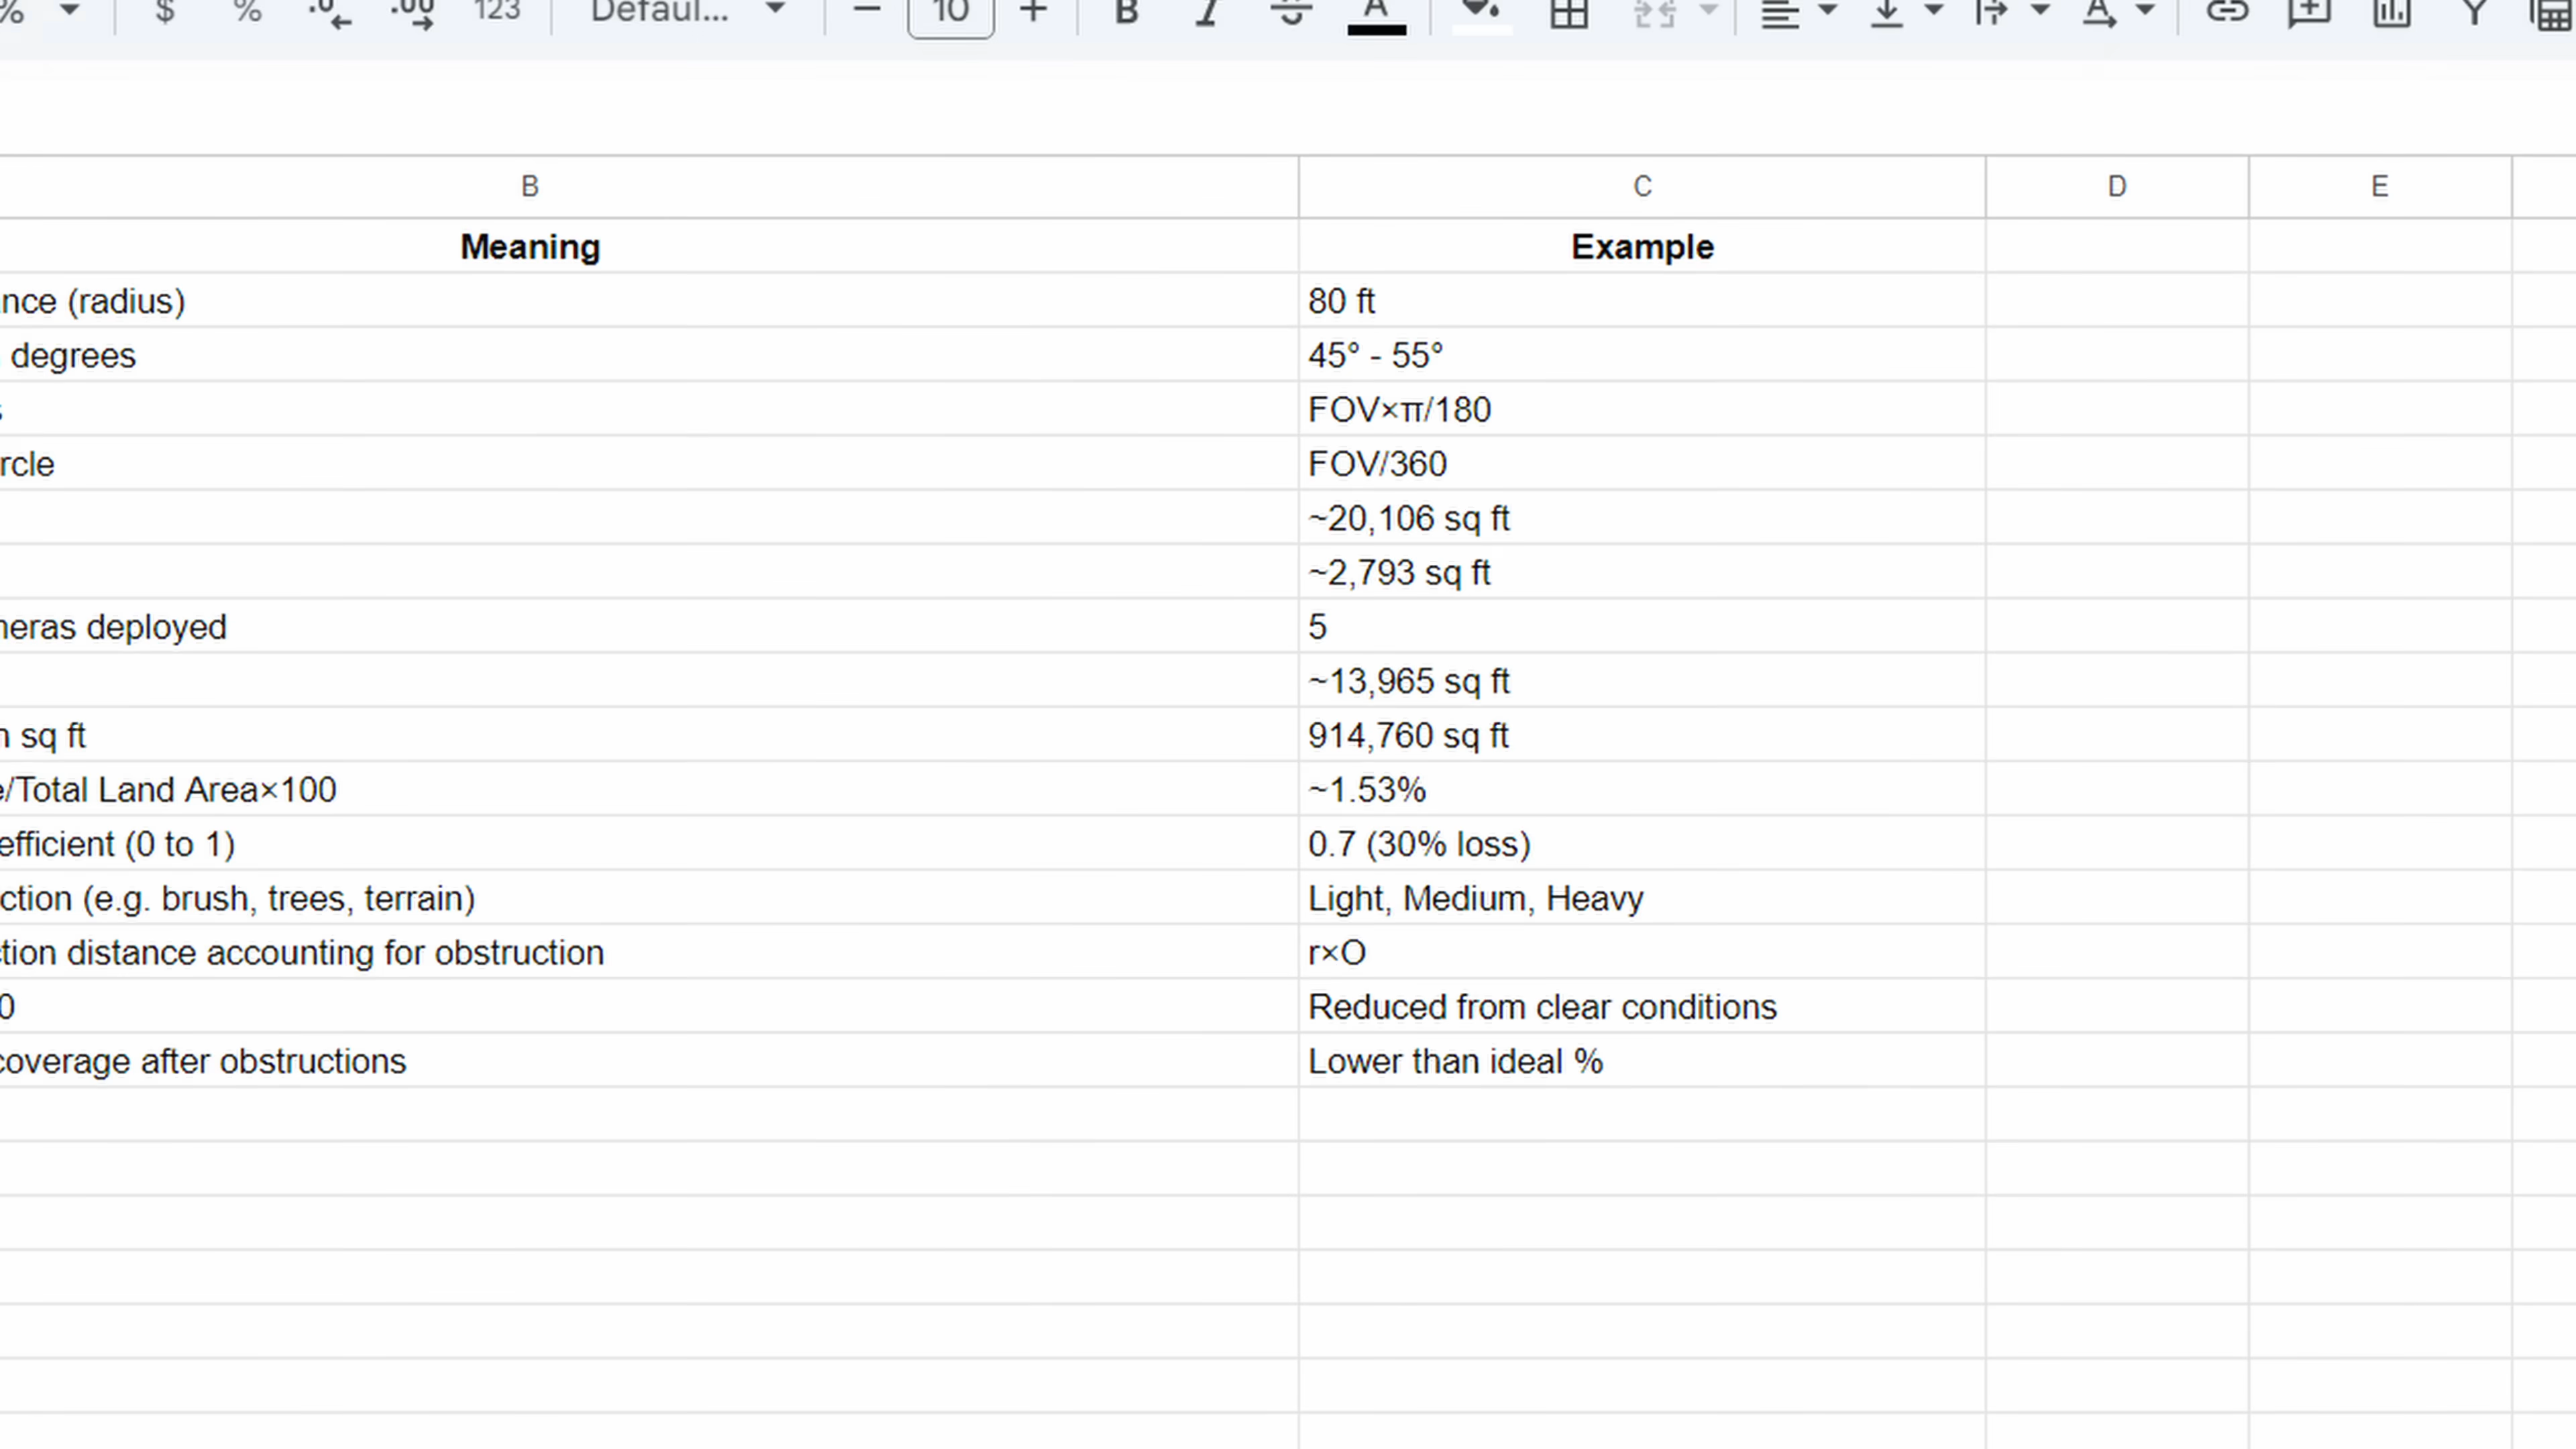 % $ % .0 .00 123 Defaul... − 10 + B I A
B C D E
Meaning Example
nce (radius) 80 ft
degrees 45° - 55°
FOV×π/180
rcle FOV/360
~20,106 sq ft
~2,793 sq ft
neras deployed 5
~13,965 sq ft
n sq ft 914,760 sq ft
e/Total Land Area×100 ~1.53%
efficient (0 to 1) 0.7 (30% loss)
ction (e.g. brush, trees, terrain) Light, Medium, Heavy
tion distance accounting for obstruction r×O
0 Reduced from clear conditions
coverage after obstructions Lower than ideal %